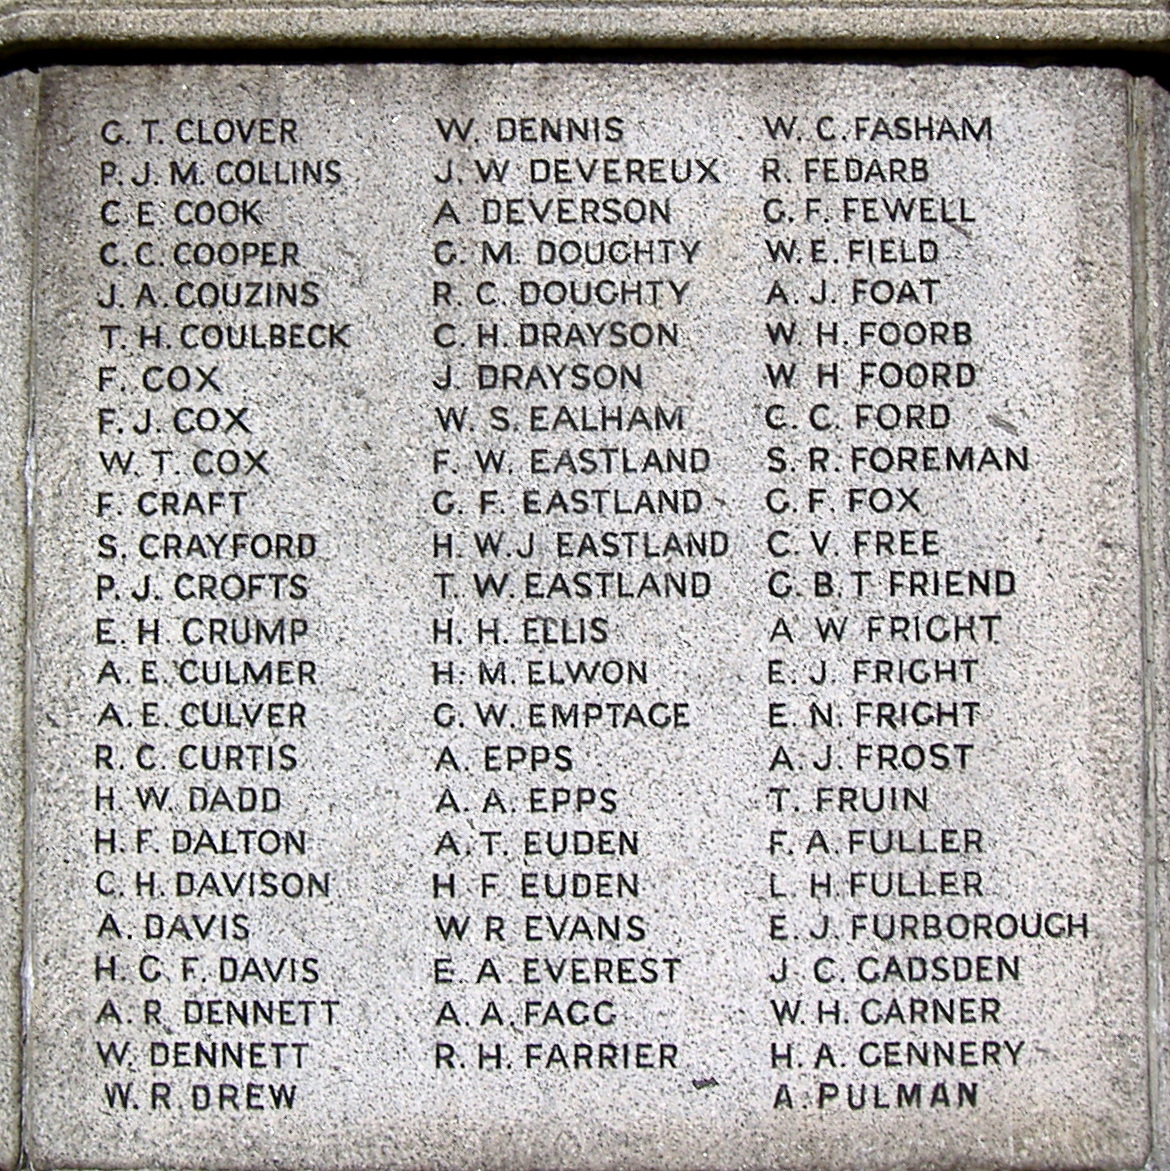 G. T. CLOVER
P. J. M. COLLINS
C. E. COOK
C. C. COOPER
J. A. COUZINS
T. H. COULBECK
F. COX
F. J. COX
W. T. COX
F. CRAFT
S. CRAYFORD
P. J. CROFTS
E. H. CRUMP
A. E. CULMER
A. E. CULVER
R. C. CURTIS
H. W. DADD
H. F. DALTON
C. H. DAVISON
A. DAVIS
H. G. F. DAVIS
A. R. DENNETT
W. DENNETT
W. R. DREW
W. DENNIS
J. W DEVEREUX
A DEVERSON
G. M. DOUGHTY
R. C. DOUGHTY
C. H. DRAYSON
J. DRAYSON
W. S. EALHAM
F. W. EASTLAND
G. F. EASTLAND
H. W. J EASTLAND
T. W. EASTLAND
H. H. ELLIS
H. M. ELWON
G. W. EMPTAGE
A. EPPS
A. A. EPPS
A. T. EUDEN
H F EUDEN
W R EVANS
E. A. EVEREST
A. A. FAGG
R. H. FARRIER
W. C. FASHAM
R. FEDARB
G. F. FEWELL
W. E. FIELD
A. J. FOAT
W. H. FOORB
W H FOORD
C. C. FORD
S. R. FOREMAN
G. F. FOX
C. V. FREE
G. B. T FRIEND
A W FRIGHT
E. J. FRIGHT
E. N. FRIGHT
A. J. FROST
T. FRUIN
F. A. FULLER
L. H. FULLER
E. J. FURBOROUGH
J. C. GADSDEN
W. H. GARNER
H. A. GENNERY
A. PULMAN